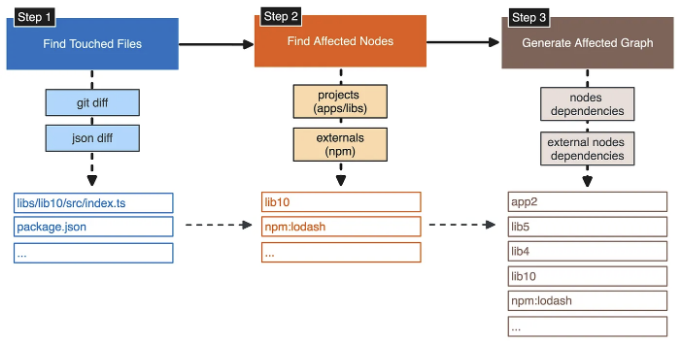 Step 1
Find Touched Files
git diff
json diff
libs/lib10/src/index.ts
package.json
...
Step 2
Find Affected Nodes
projects
(apps/libs)
externals
(npm)
lib10
npm:lodash
...
Step 3
Generate Affected Graph
nodes
dependencies
external nodes
dependencies
app2
lib5
lib4
lib10
npm:lodash
...